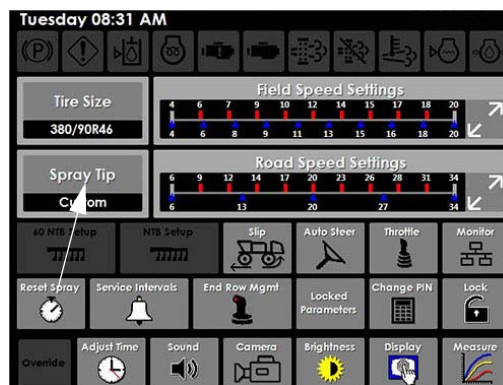 Tuesday 08:31 AM
(P)
Tire Size
380/90R46
Field Speed Settings
4 6 7 9 10 12 14 15 17 18 20
4 6 8 9 11 13 15 16 18 20
Spray Tip
Custom
Road Speed Settings
6 9 12 14 17 20 23 26 28 31 34
6 13 20 27 34
60 NTB Setup
NTB Setup
Slip
Auto Steer
Throttle
Monitor
Reset Spray
Service Intervals
End Row Mgmt
Locked
Parameters
Change PIN
Lock
Override
Adjust Time
Sound
Camera
Brightness
Display
Measure